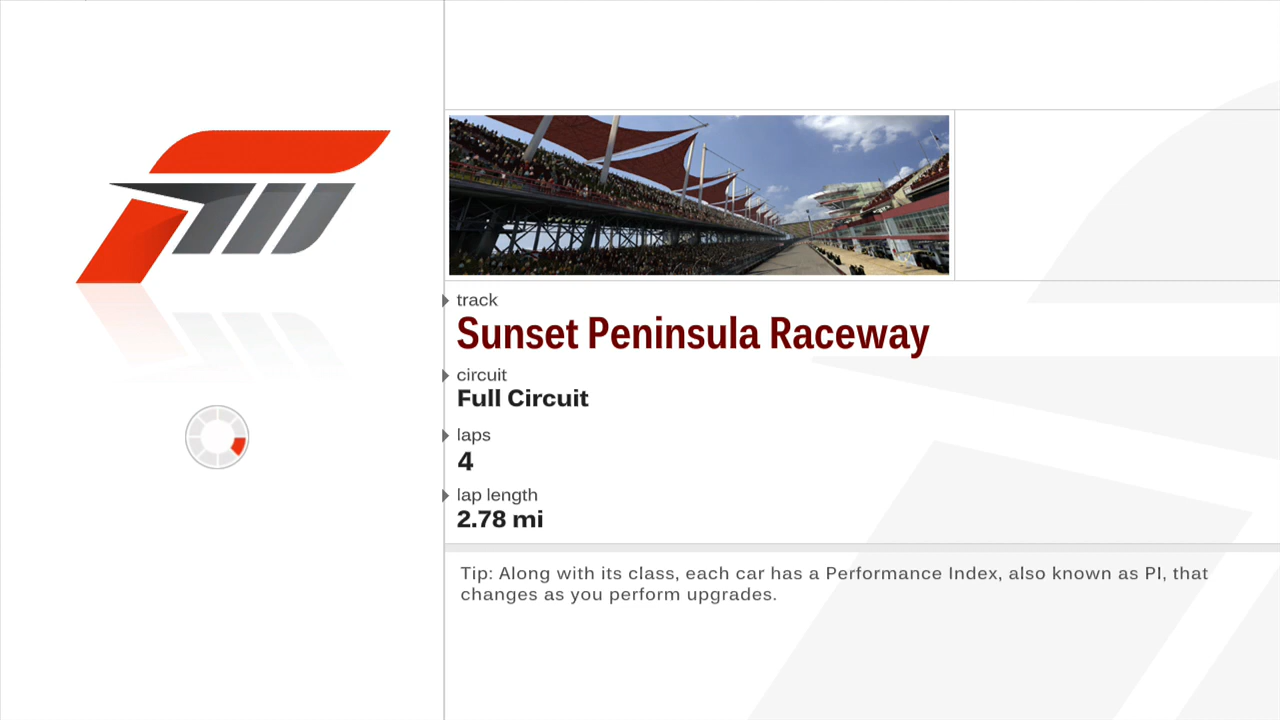 track
Sunset Peninsula Raceway
circuit
Full Circuit
laps
4
lap length
2.78 mi
Tip: Along with its class, each car has a Performance Index, also known as PI, that
changes as you perform upgrades.